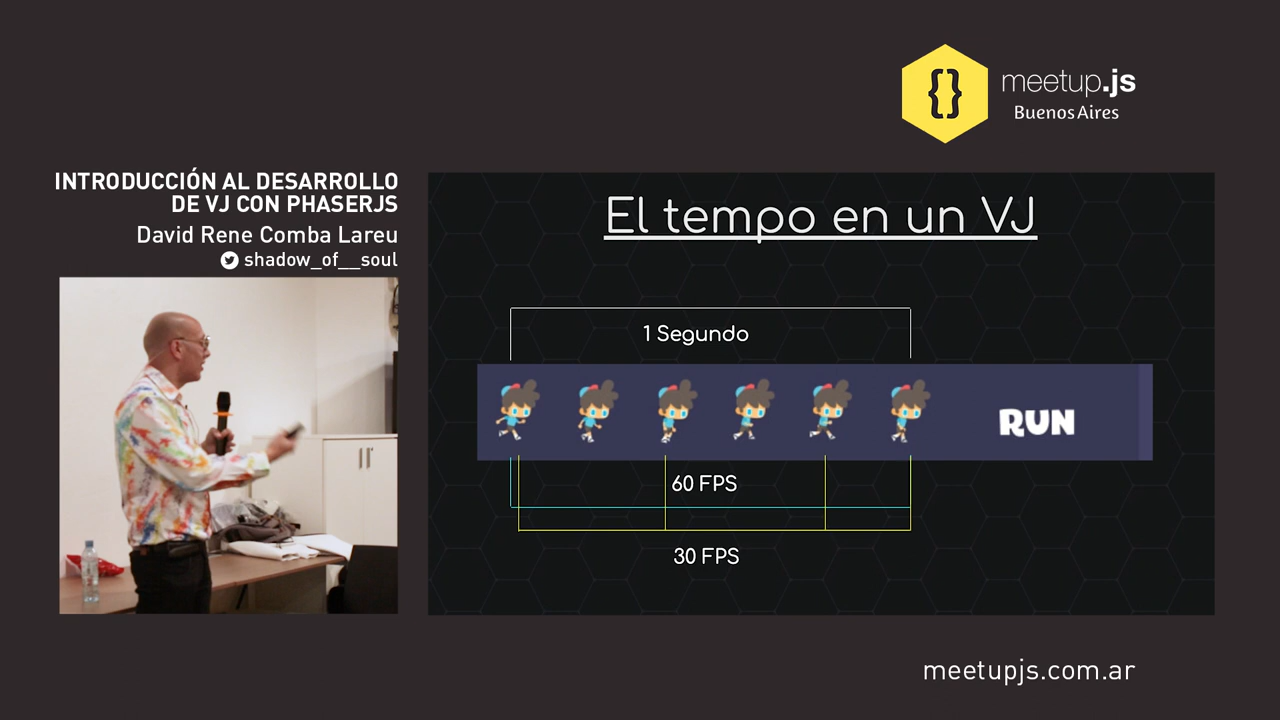 {} meetup.js
Buenos Aires
INTRODUCCIÓN AL DESARROLLO
DE VJ CON PHASERJS
David Rene Comba Lareu
shadow_of__soul
El tempo en un VJ
1 Segundo
RUN
60 FPS
30 FPS
meetupjs.com.ar